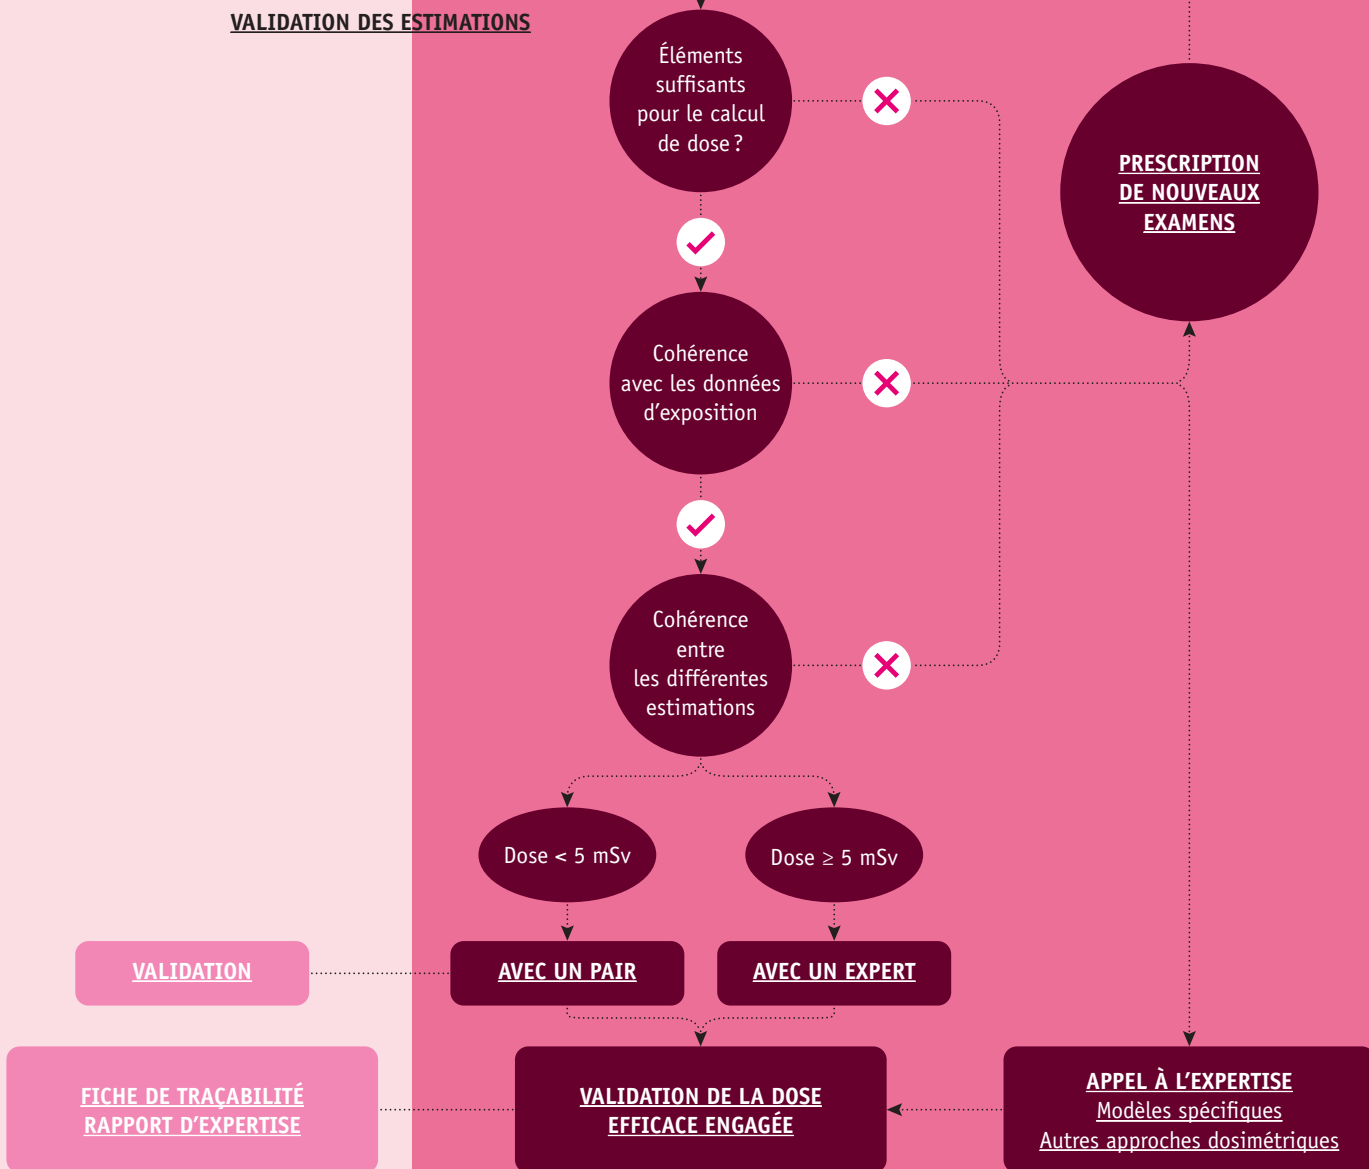 VALIDATION DES ESTIMATIONS
Éléments
suffisants
pour le calcul
de dose ?
PRESCRIPTION
DE NOUVEAUX
EXAMENS
Cohérence
avec les données
d’exposition
Cohérence
entre
les différentes
estimations
Dose < 5 mSv
Dose ≥ 5 mSv
VALIDATION
AVEC UN PAIR
AVEC UN EXPERT
FICHE DE TRAÇABILITÉ
RAPPORT D’EXPERTISE
VALIDATION DE LA DOSE
EFFICACE ENGAGÉE
APPEL À L’EXPERTISE
Modèles spécifiques
Autres approches dosimétriques